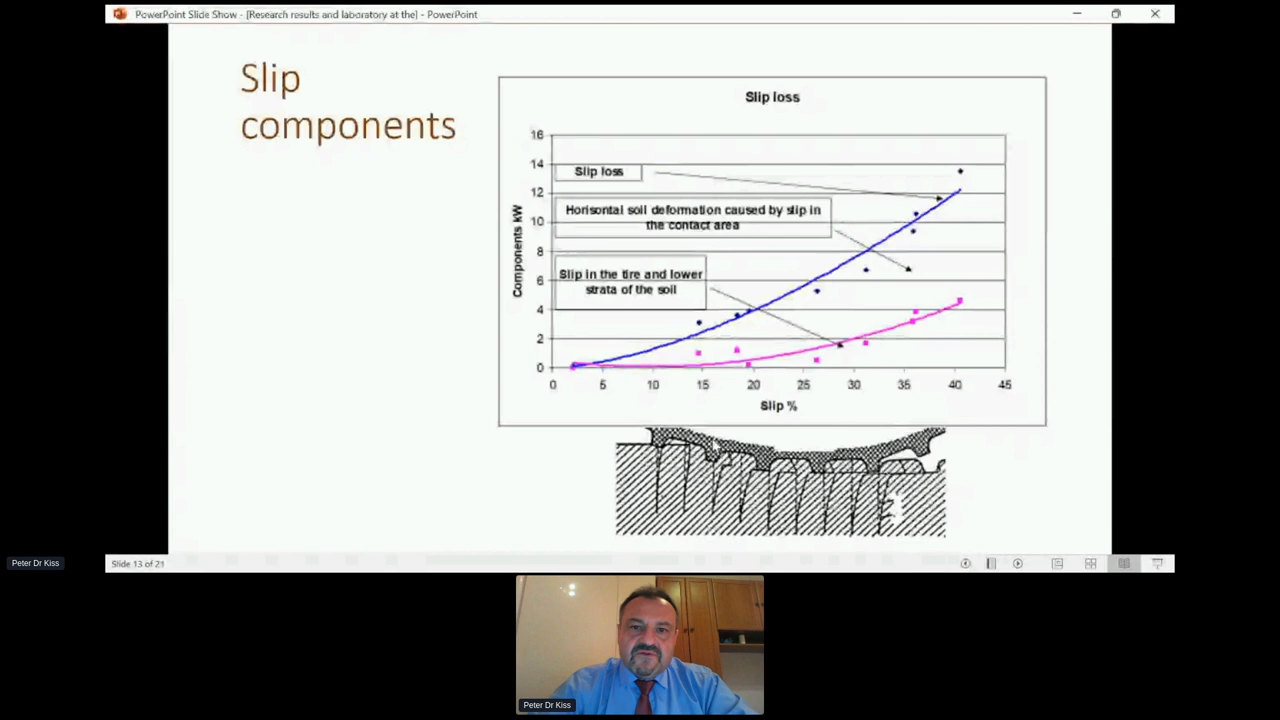 PowerPoint Slide Show - [Research results and laboratory at the] - PowerPoint
Slip
components
Slip loss
16
14
12
10
8
6
4
2
0
Components kW
Slip loss
Horisontal soil deformation caused by slip in
the contact area
Slip in the tire and lower
strata of the soil
0 5 10 15 20 25 30 35 40 45
Slip %
Peter Dr Kiss
Slide 13 of 21
Peter Dr Kiss